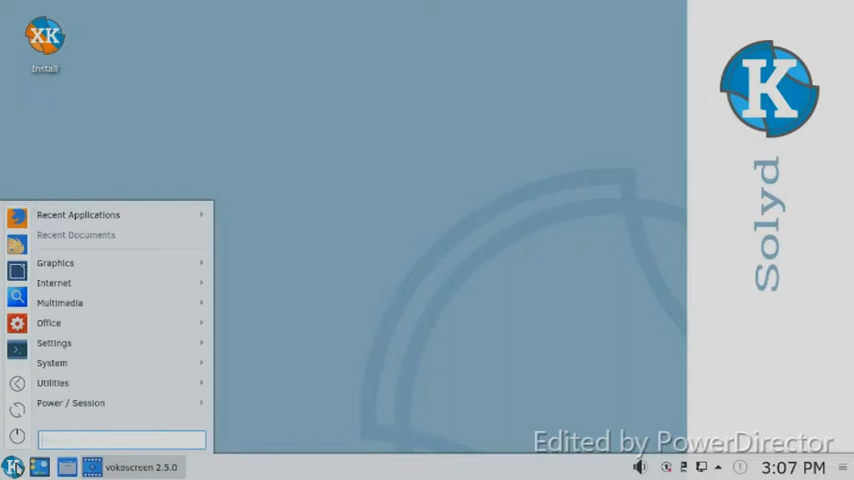 XK
Install
K
Solyd
Recent Applications
Recent Documents
Graphics
Internet
Multimedia
Office
Settings
System
Utilities
Power / Session
K
vokoscreen 2.5.0
3:07 PM
Edited by PowerDirector